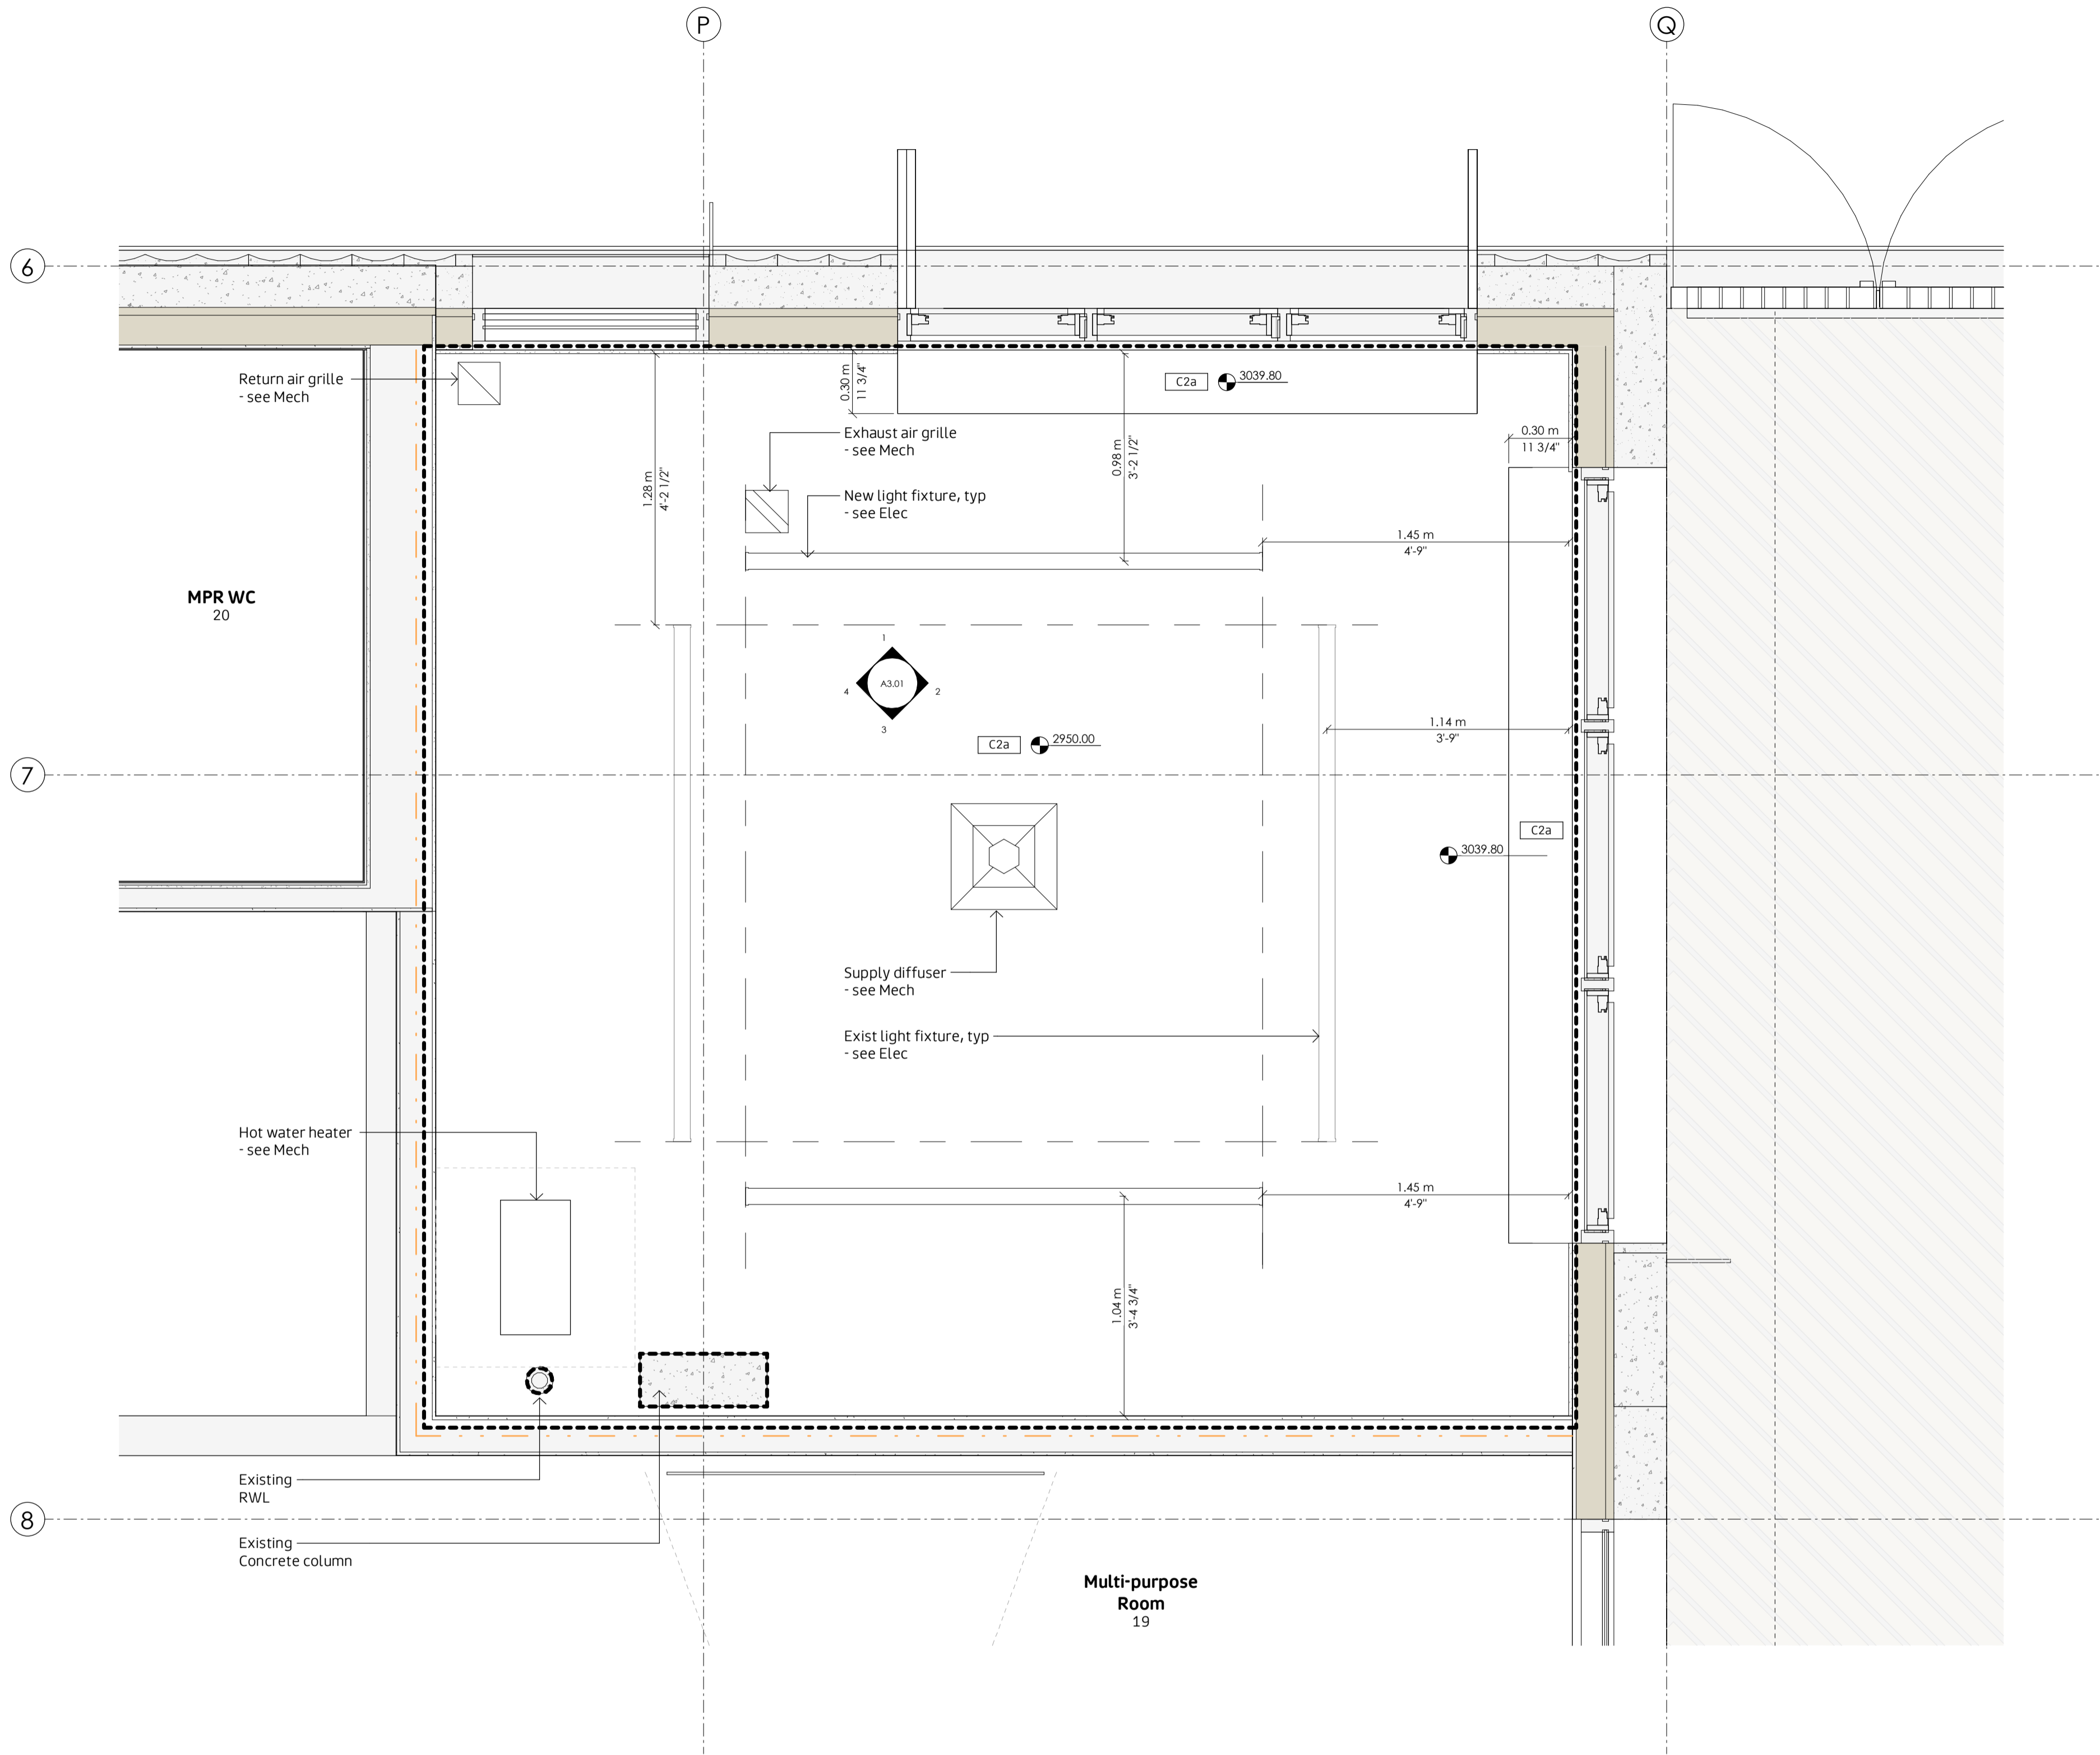 P
Q
6
Return air grille
- see Mech
0.30 m
11 3/4"
C2a
3039.80
Exhaust air grille
- see Mech
0.30 m
11 3/4"
0.98 m
3'-2 1/2"
1.28 m
4'-2 1/2"
New light fixture, typ
- see Elec
1.45 m
4'-9"
MPR WC
20
1
4
A3.01
2
3
1.14 m
3'-9"
C2a
2950.00
7
C2a
3039.80
Supply diffuser
- see Mech
Exist light fixture, typ
- see Elec
Hot water heater
- see Mech
1.45 m
4'-9"
1.04 m
3'-4 3/4"
Existing
RWL
8
Existing
Concrete column
Multi-purpose
Room
19